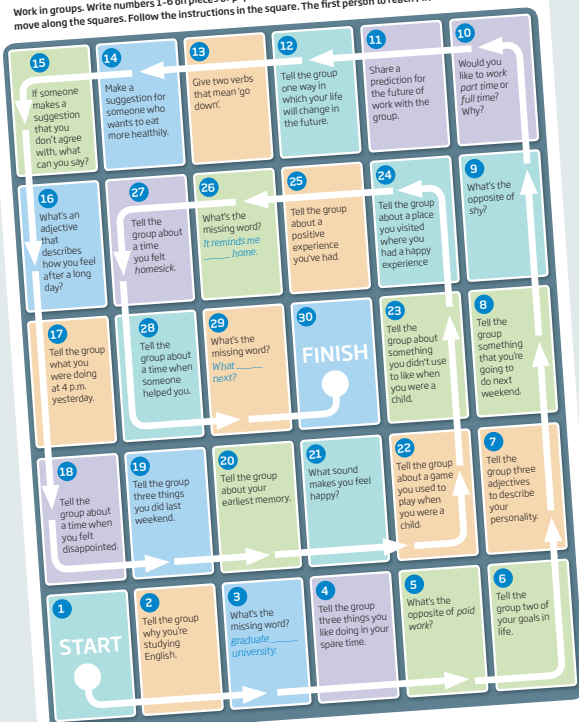 Work in groups. Write numbers 1–6 on pieces of
move along the squares. Follow the instructions in the square. The first person to reach
15
If someone
makes a
suggestion
that you
don't agree
with, what
can you say?
14
Make a
suggestion for
someone who
wants to eat
more healthily.
13
Give two verbs
that mean 'go
down'.
12
Tell the group
one way in
which your life
will change in
the future.
11
Share a
prediction for
the future of
work with the
group.
10
Would you
like to work
part time or
full time?
Why?
16
What's an
adjective
that
describes
how you feel
after a long
day?
27
Tell the
group about
a time
you felt
homesick.
26
What's the
missing word?
It reminds me
_____ home.
25
Tell the group
about a
positive
experience
you've had.
24
Tell the group
about a place
you visited
where you
had a happy
experience
9
What's the
opposite of
shy?
17
Tell the group
what you
were doing
at 4 p.m.
yesterday.
28
Tell the
group about
a time when
someone
helped you.
29
What's the
missing word?
What _____
next?
30
FINISH
23
Tell the
group about
something
you didn't use
to like when
you were a
child.
8
Tell the
group
something
that you're
going to
do next
weekend.
18
Tell the
group about
a time when
you felt
disappointed.
19
Tell the group
three things
you did last
weekend.
20
Tell the group
about your
earliest memory.
21
What sound
makes you feel
happy?
22
Tell the group
about a game
you used to
play when
you were a
child.
7
Tell the
group three
adjectives
to describe
your
personality.
1
START
2
Tell the group
why you're
studying
English.
3
What's the
missing word?
graduate _____
university.
4
Tell the group
three things you
like doing in your
spare time.
5
What's the
opposite of paid
work?
6
Tell the
group two of
your goals in
life.